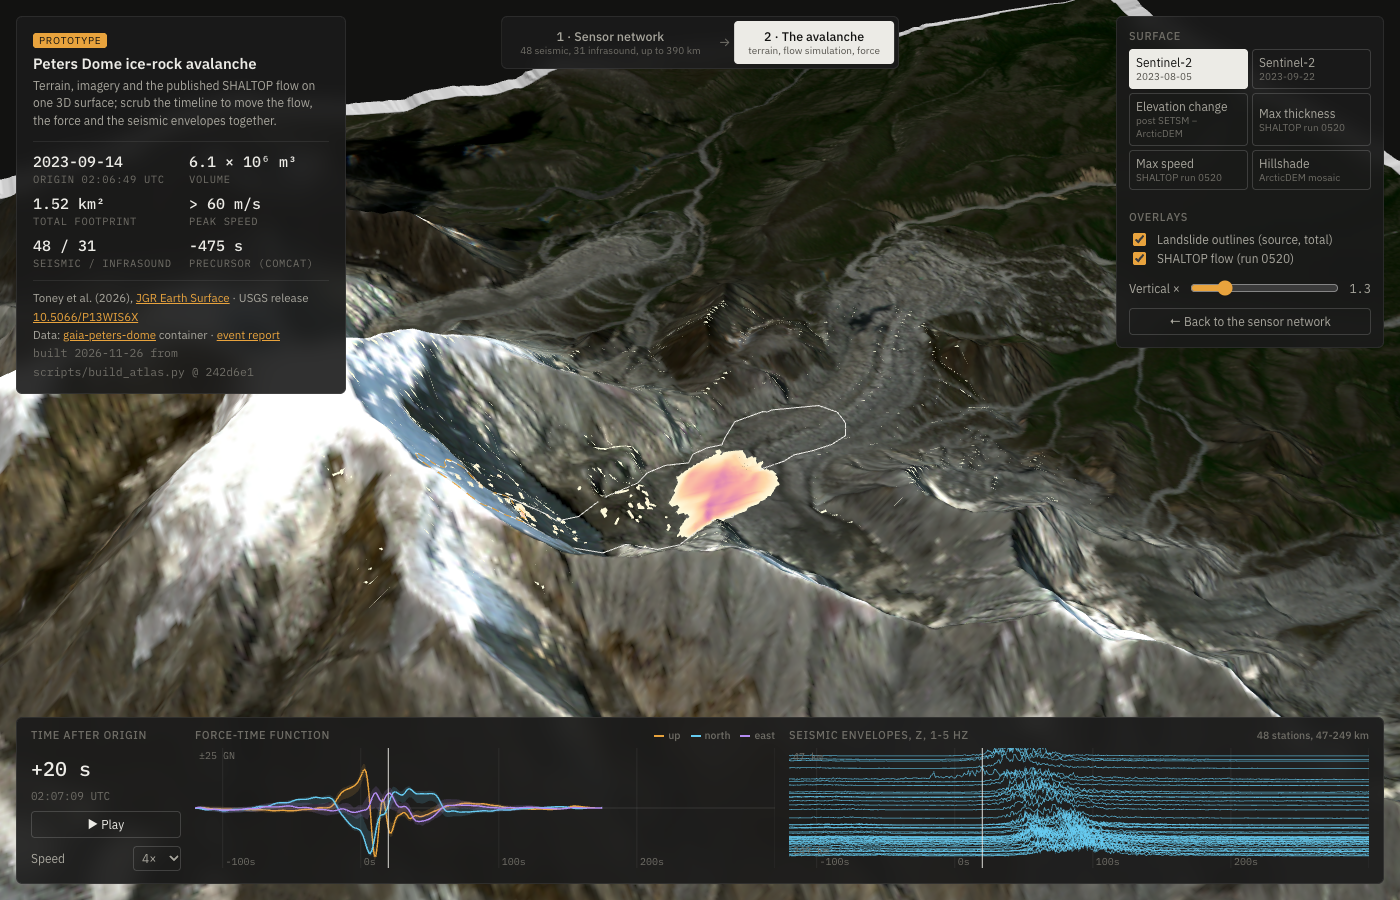 PROTOTYPE
Peters Dome ice-rock avalanche
Terrain, imagery and the published SHALTOP flow on
one 3D surface; scrub the timeline to move the flow,
the force and the seismic envelopes together.
2023-09-14
ORIGIN 02:06:49 UTC
6.1 × 10⁶ m³
VOLUME
1.52 km²
TOTAL FOOTPRINT
> 60 m/s
PEAK SPEED
48 / 31
SEISMIC / INFRASOUND
-475 s
PRECURSOR (COMCAT)
Toney et al. (2026), JGR Earth Surface · USGS release
10.5066/P13WIS6X
Data: gaia-peters-dome container · event report
built 2026-11-26 from
scripts/build_atlas.py @ 242d6e1
1 · Sensor network
48 seismic, 31 infrasound, up to 390 km
→
2 · The avalanche
terrain, flow simulation, force
SURFACE
Sentinel-2
2023-08-05
Sentinel-2
2023-09-22
Elevation change
post SETSM –
ArcticDEM
Max thickness
SHALTOP run 0520
Max speed
SHALTOP run 0520
Hillshade
ArcticDEM mosaic
OVERLAYS
Landslide outlines (source, total)
SHALTOP flow (run 0520)
Vertical × 1.3
← Back to the sensor network
TIME AFTER ORIGIN
+20 s
02:07:09 UTC
▶ Play
Speed 4×
FORCE-TIME FUNCTION
up north east
±25 GN
-100s 0s 100s 200s
SEISMIC ENVELOPES, Z, 1-5 HZ
48 stations, 47-249 km
-100s 0s 100s 200s